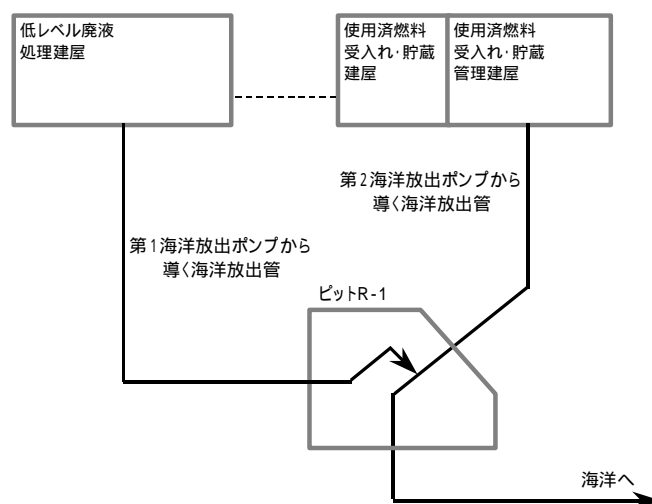 低レベル廃液
処理建屋
使用済燃料
受入れ・貯蔵
建屋
使用済燃料
受入れ・貯蔵
管理建屋
第2海洋放出ポンプから
導く海洋放出管
第1海洋放出ポンプから
導く海洋放出管
ピットR-1
海洋へ